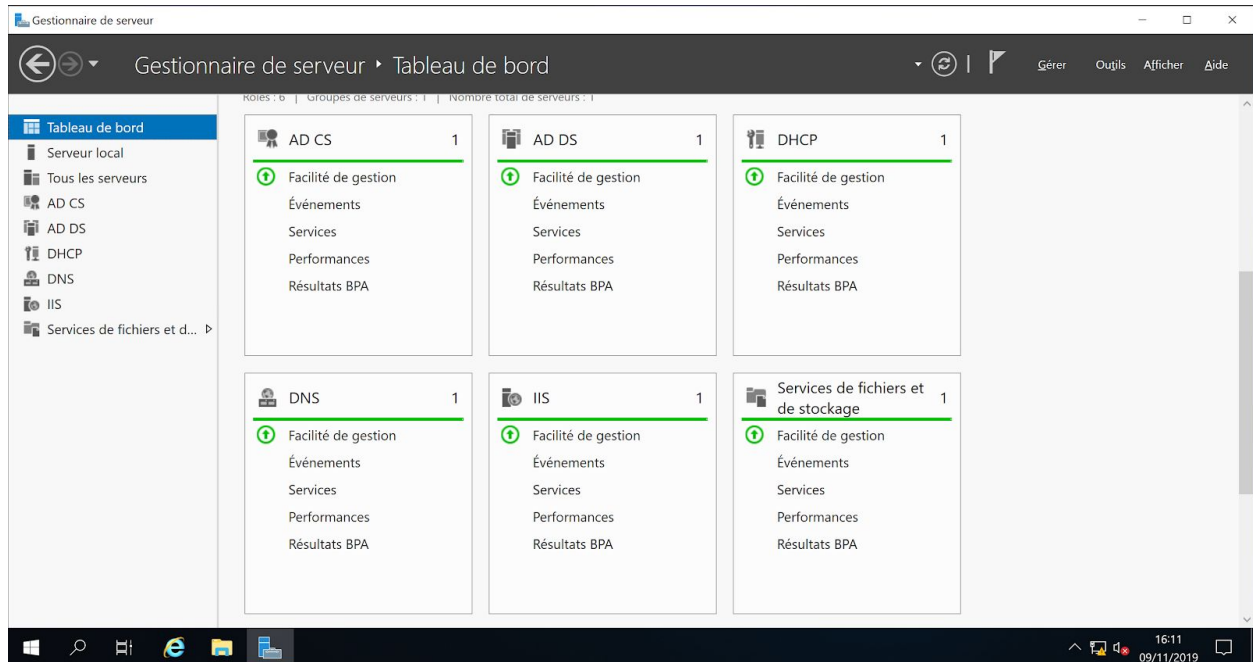 Gestionnaire de serveur
Gestionnaire de serveur ‣ Tableau de bord
Gérer Outils Afficher Aide
Rôles : 6 | Groupes de serveurs : 1 | Nombre total de serveurs : 1
Tableau de bord
Serveur local
Tous les serveurs
AD CS
AD DS
DHCP
DNS
IIS
Services de fichiers et d...
AD CS 1
Facilité de gestion
Événements
Services
Performances
Résultats BPA
AD DS 1
Facilité de gestion
Événements
Services
Performances
Résultats BPA
DHCP 1
Facilité de gestion
Événements
Services
Performances
Résultats BPA
DNS 1
Facilité de gestion
Événements
Services
Performances
Résultats BPA
IIS 1
Facilité de gestion
Événements
Services
Performances
Résultats BPA
Services de fichiers et
de stockage 1
Facilité de gestion
Événements
Services
Performances
Résultats BPA
16:11
09/11/2019